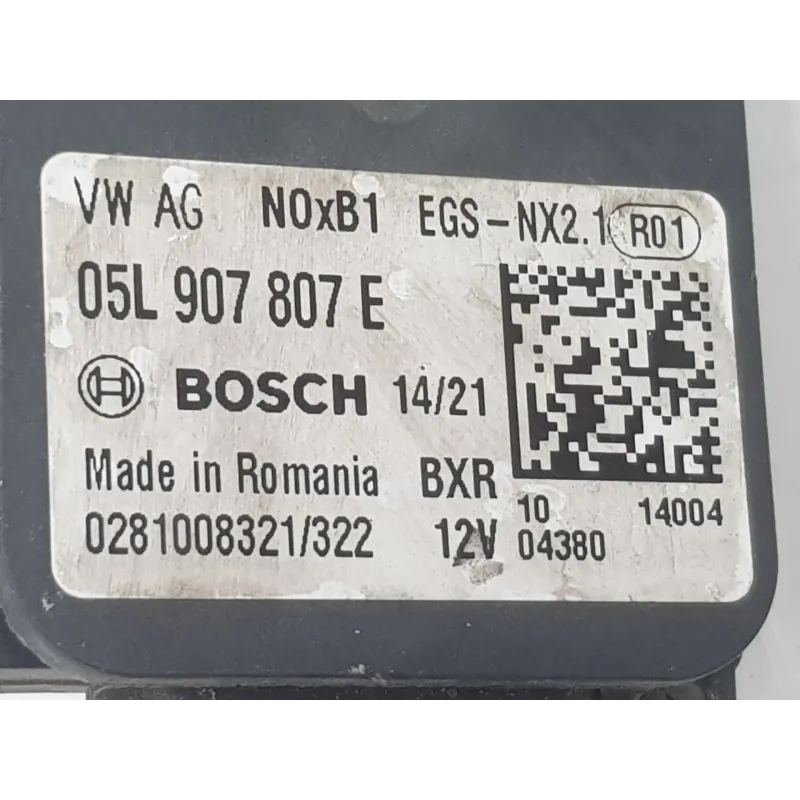 VW AG NOxB1 EGS-NX2.1 R01
05L 907 807 E
BOSCH 14/21
Made in Romania BXR
10 14004
0281008321/322 12V 04380